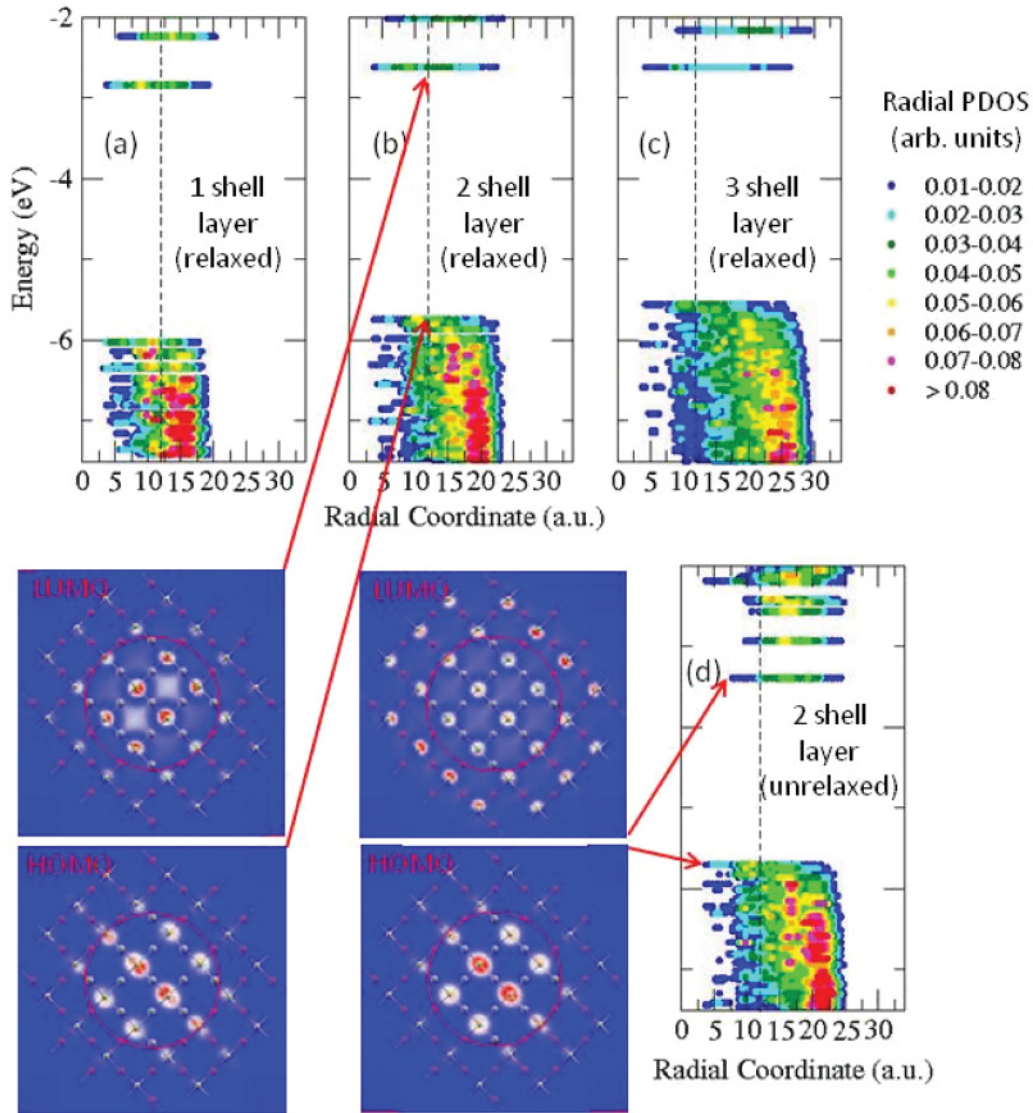 -2
-4
-6
Energy (eV)
(a)
1 shell
layer
(relaxed)
0 5 10 15 20 25 30
(b)
2 shell
layer
(relaxed)
0 5 10 15 20 25 30
(c)
3 shell
layer
(relaxed)
0 5 10 15 20 25 30
Radial Coordinate (a.u.)
Radial PDOS
(arb. units)
0.01-0.02
0.02-0.03
0.03-0.04
0.04-0.05
0.05-0.06
0.06-0.07
0.07-0.08
> 0.08
LUMO
LUMO
HOMO
HOMO
(d)
2 shell
layer
(unrelaxed)
0 5 10 15 20 25 30
Radial Coordinate (a.u.)